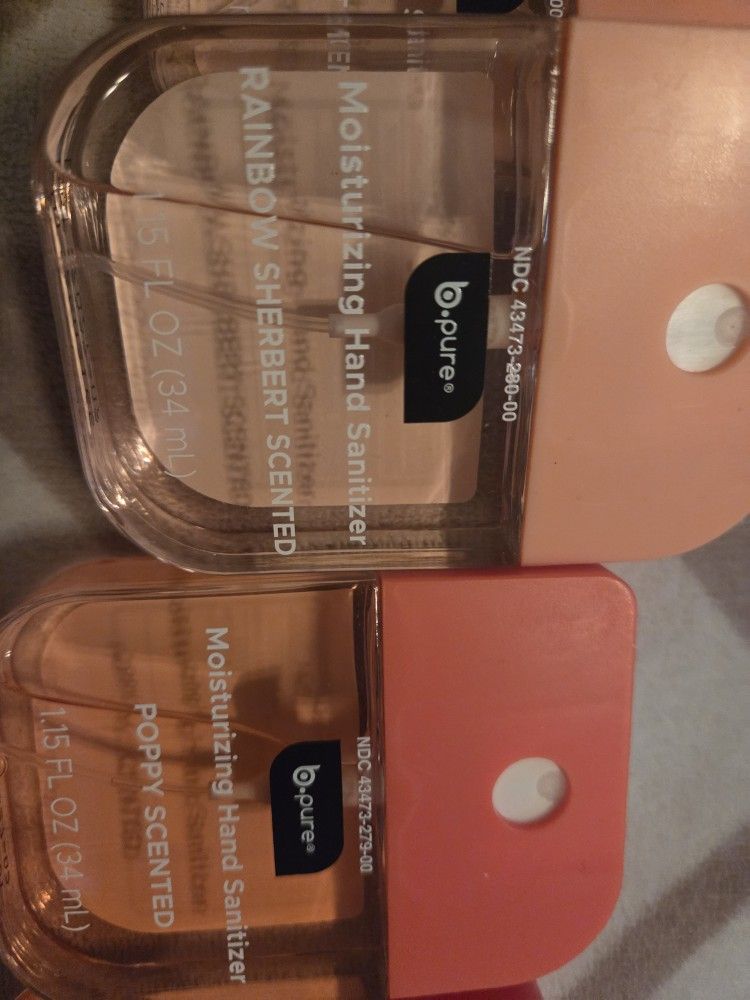 NDC 43473-280-00
b.pure®
Moisturizing Hand Sanitizer
RAINBOW SHERBERT SCENTED
1.15 FL OZ (34 mL)
NDC 43473-279-00
b.pure®
Moisturizing Hand Sanitizer
POPPY SCENTED
1.15 FL OZ (34 mL)